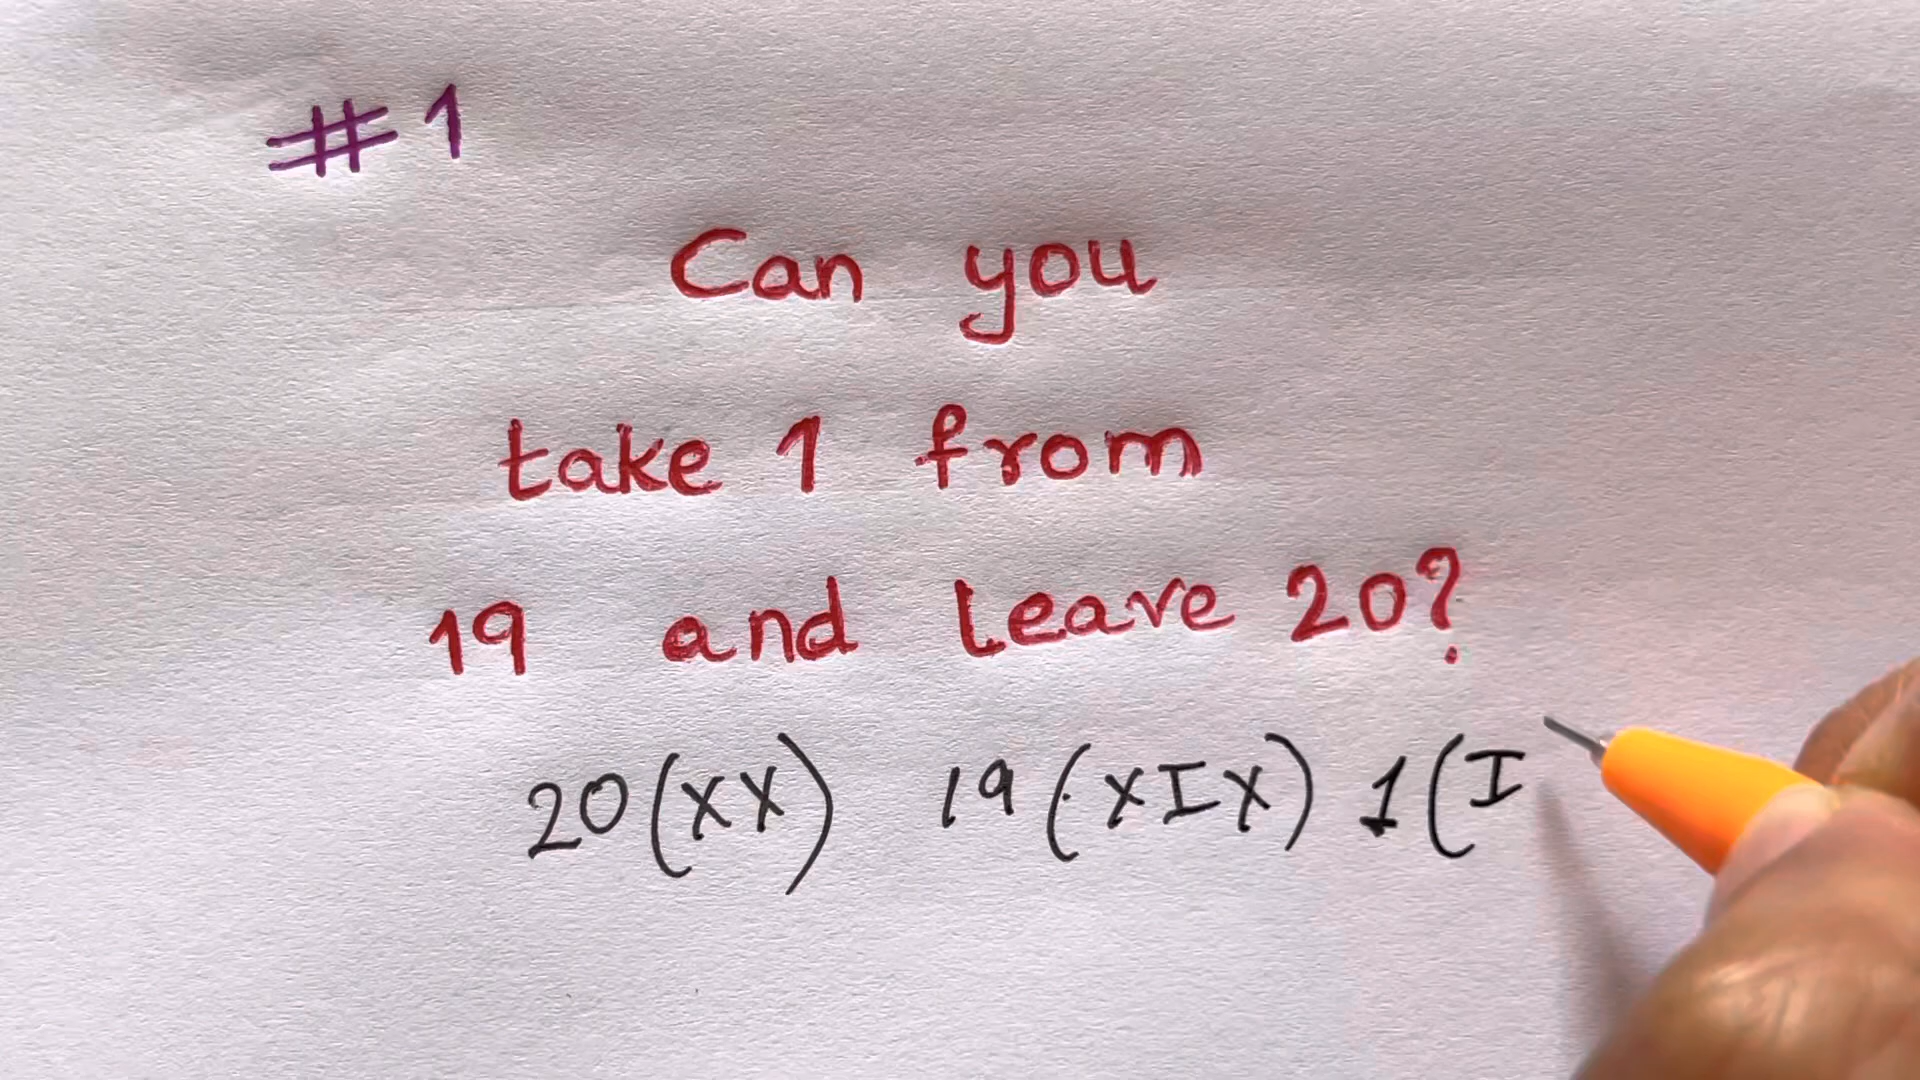 #1
Can you
take 1 from
19 and leave 20?
20(XX) 19(XIX) 1(I